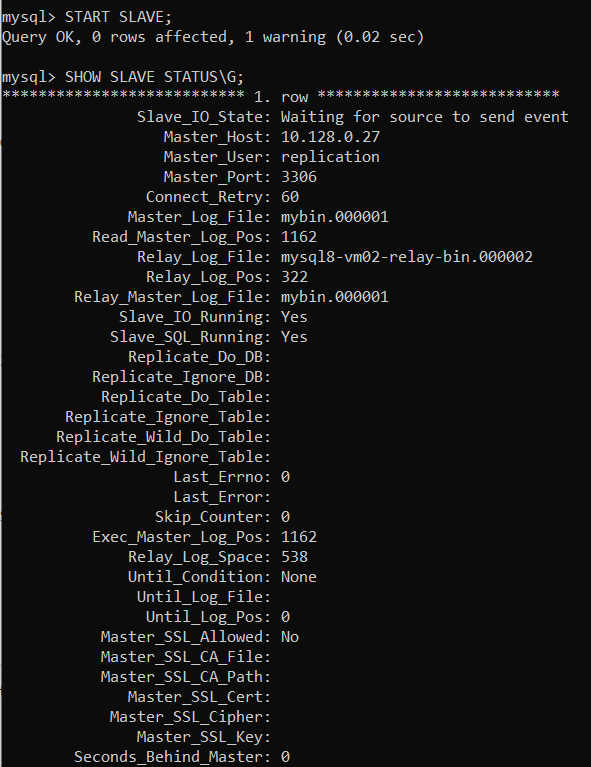 mysql> START SLAVE;
Query OK, 0 rows affected, 1 warning (0.02 sec)
mysql> SHOW SLAVE STATUS\G;
*************************** 1. row ***************************
Slave_IO_State: Waiting for source to send event
Master_Host: 10.128.0.27
Master_User: replication
Master_Port: 3306
Connect_Retry: 60
Master_Log_File: mybin.000001
Read_Master_Log_Pos: 1162
Relay_Log_File: mysql8-vm02-relay-bin.000002
Relay_Log_Pos: 322
Relay_Master_Log_File: mybin.000001
Slave_IO_Running: Yes
Slave_SQL_Running: Yes
Replicate_Do_DB:
Replicate_Ignore_DB:
Replicate_Do_Table:
Replicate_Ignore_Table:
Replicate_Wild_Do_Table:
Replicate_Wild_Ignore_Table:
Last_Errno: 0
Last_Error:
Skip_Counter: 0
Exec_Master_Log_Pos: 1162
Relay_Log_Space: 538
Until_Condition: None
Until_Log_File:
Until_Log_Pos: 0
Master_SSL_Allowed: No
Master_SSL_CA_File:
Master_SSL_CA_Path:
Master_SSL_Cert:
Master_SSL_Cipher:
Master_SSL_Key:
Seconds_Behind_Master: 0